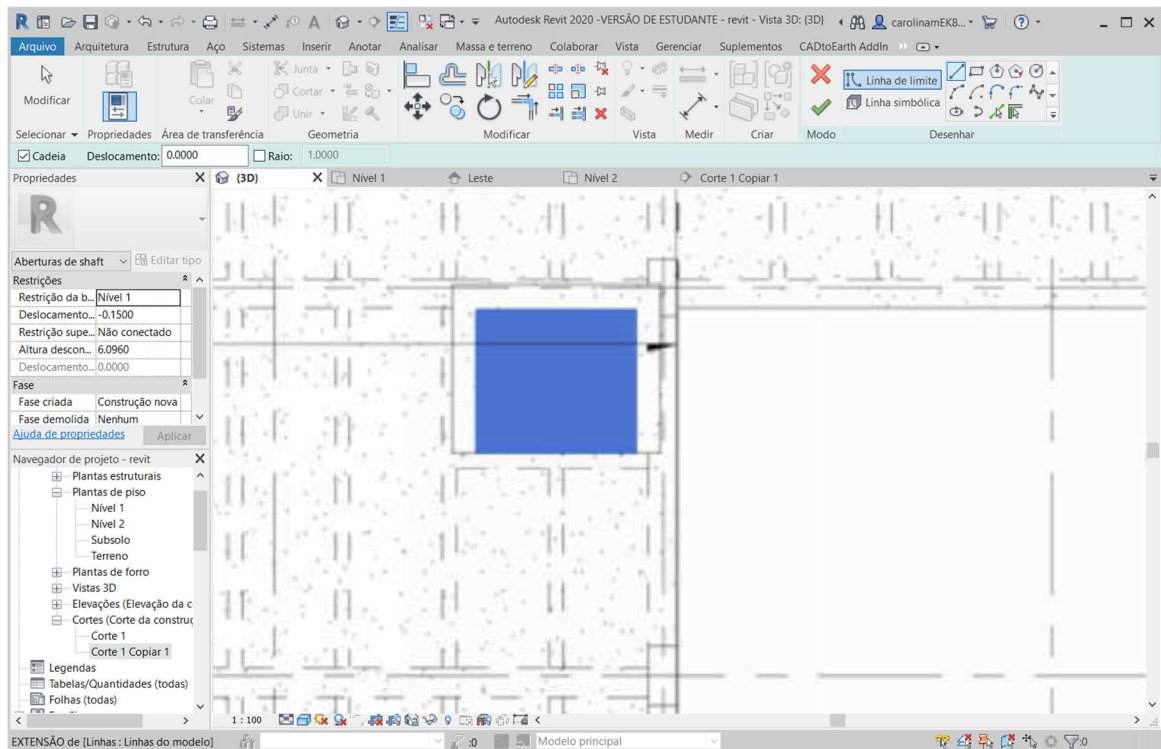 Autodesk Revit 2020 -VERSÃO DE ESTUDANTE - revit - Vista 3D: {3D}
carolinamEK8...
Arquivo Arquitetura Estrutura Aço Sistemas Inserir Anotar Analisar Massa e terreno Colaborar Vista Gerenciar Suplementos CADtoEarth AddIn
Modificar
Colar
Junta
Cortar
Unir
Linha de limite
Linha simbólica
Selecionar Propriedades Área de transferência Geometria Modificar Vista Medir Criar Modo Desenhar
Cadeia Deslocamento: 0.0000 Raio: 1.0000
Propriedades
{3D} Nível 1 Leste Nível 2 Corte 1 Copiar 1
R
Aberturas de shaft Editar tipo
Restrições
Restrição da b... Nível 1
Deslocamento... -0.1500
Restrição supe... Não conectado
Altura descon... 6.0960
Deslocamento... 0.0000
Fase
Fase criada Construção nova
Fase demolida Nenhum
Ajuda de propriedades Aplicar
Navegador de projeto - revit
Plantas estruturais
Plantas de piso
Nível 1
Nível 2
Subsolo
Terreno
Plantas de forro
Vistas 3D
Elevações (Elevação da c
Cortes (Corte da construç
Corte 1
Corte 1 Copiar 1
Legendas
Tabelas/Quantidades (todas)
Folhas (todas)
1 : 100
EXTENSÃO de [Linhas : Linhas do modelo]
:0
Modelo principal
:0